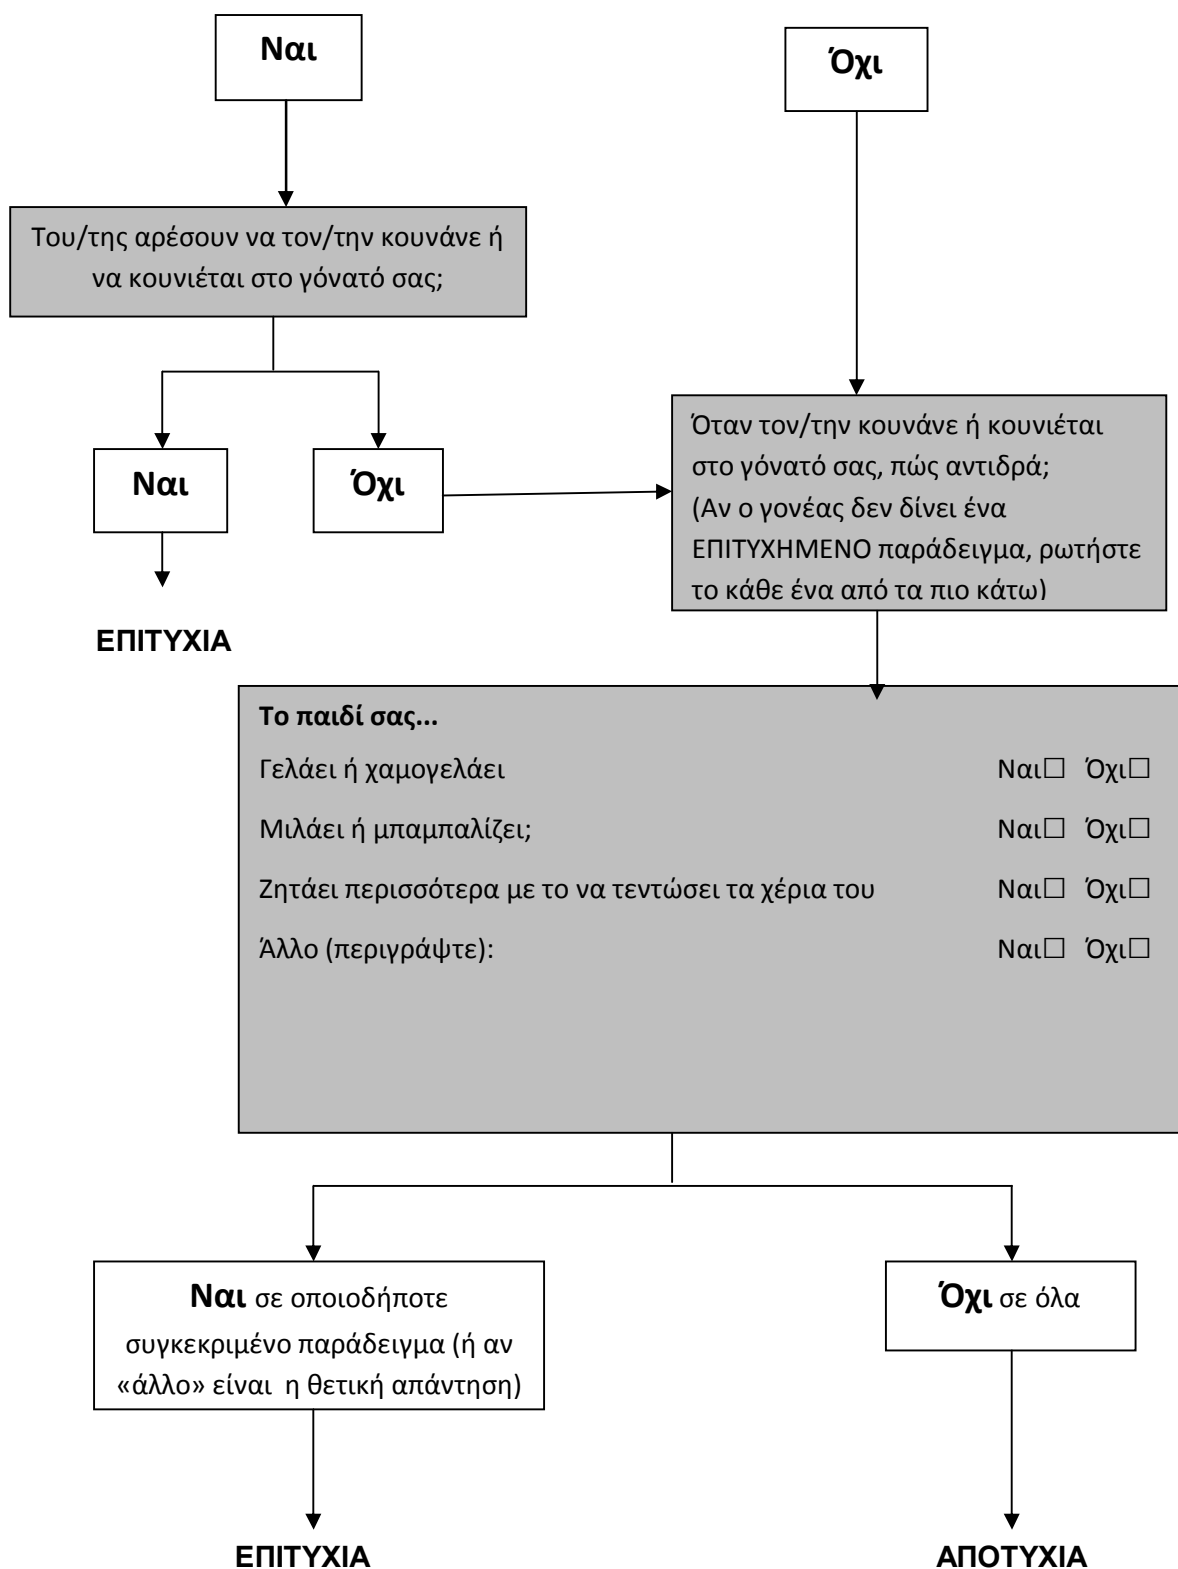 Ναι
Όχι
Του/της αρέσουν να τον/την κουνάνε ή
να κουνιέται στο γόνατό σας;
Ναι
Όχι
Όταν τον/την κουνάνε ή κουνιέται
στο γόνατό σας, πώς αντιδρά;
(Αν ο γονέας δεν δίνει ένα
ΕΠΙΤΥΧΗΜΕΝΟ παράδειγμα, ρωτήστε
το κάθε ένα από τα πιο κάτω)
ΕΠΙΤΥΧΙΑ
Το παιδί σας...
Γελάει ή χαμογελάει Ναι☐ Όχι☐
Μιλάει ή μπαμπαλίζει; Ναι☐ Όχι☐
Ζητάει περισσότερα με το να τεντώσει τα χέρια του Ναι☐ Όχι☐
Άλλο (περιγράψτε): Ναι☐ Όχι☐
Ναι σε οποιοδήποτε
συγκεκριμένο παράδειγμα (ή αν
«άλλο» είναι η θετική απάντηση)
Όχι σε όλα
ΕΠΙΤΥΧΙΑ
ΑΠΟΤΥΧΙΑ